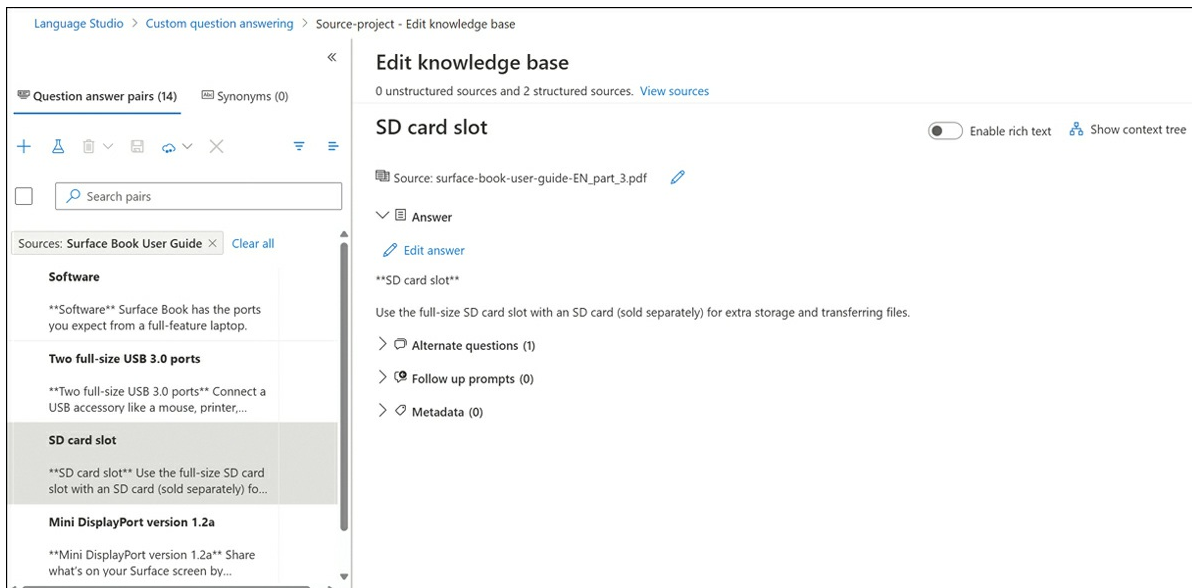 Language Studio > Custom question answering > Source-project - Edit knowledge base
Question answer pairs (14) Synonyms (0)
Search pairs
Sources: Surface Book User Guide × Clear all
Software
**Software** Surface Book has the ports
you expect from a full-feature laptop.
Two full-size USB 3.0 ports
**Two full-size USB 3.0 ports** Connect a
USB accessory like a mouse, printer,...
SD card slot
**SD card slot** Use the full-size SD card
slot with an SD card (sold separately) fo...
Mini DisplayPort version 1.2a
**Mini DisplayPort version 1.2a** Share
what's on your Surface screen by...
Edit knowledge base
0 unstructured sources and 2 structured sources. View sources
SD card slot
Enable rich text Show context tree
Source: surface-book-user-guide-EN_part_3.pdf
Answer
Edit answer
**SD card slot**
Use the full-size SD card slot with an SD card (sold separately) for extra storage and transferring files.
Alternate questions (1)
Follow up prompts (0)
Metadata (0)